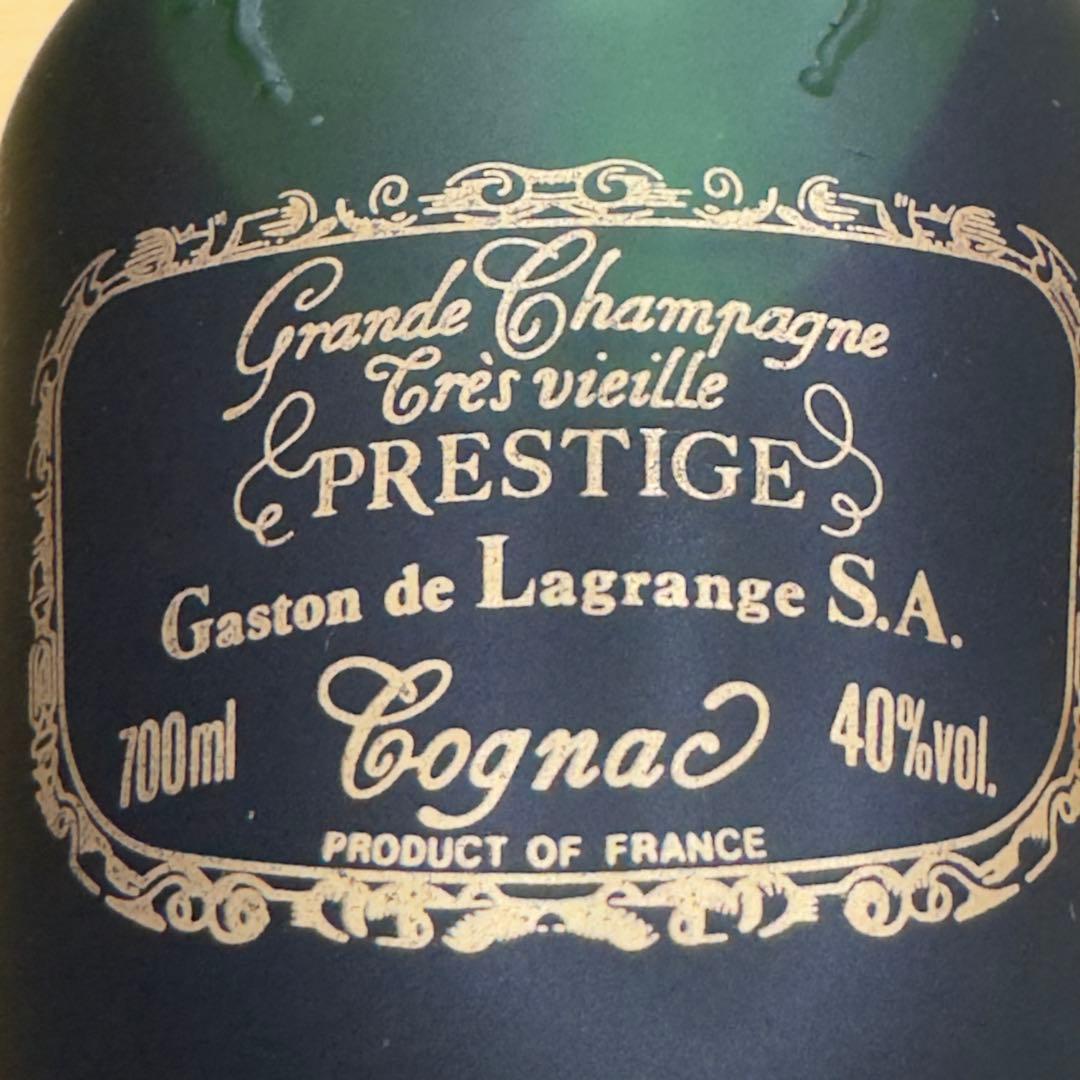 Grande Champagne
Très vieille
PRESTIGE
Gaston de Lagrange S.A.
700ml Cognac 40%vol.
PRODUCT OF FRANCE